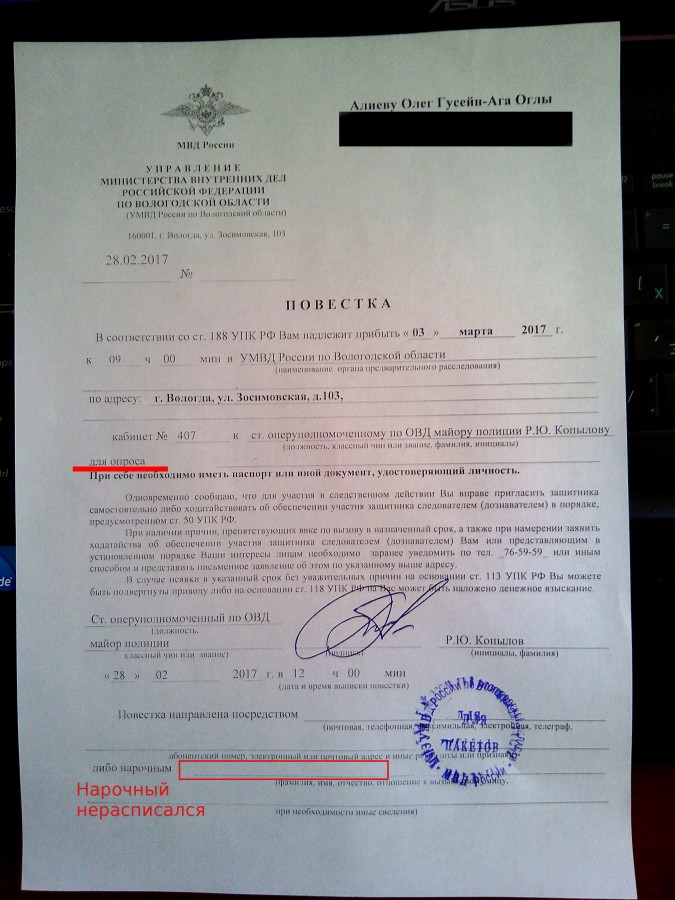 ASUS
Алиеву Олег Гусейн-Ага Оглы
МВД России
УПРАВЛЕНИЕ
МИНИСТЕРСТВА ВНУТРЕННИХ ДЕЛ
РОССИЙСКОЙ ФЕДЕРАЦИИ
ПО ВОЛОГОДСКОЙ ОБЛАСТИ
(УМВД России по Вологодской области)
160001, г. Вологда, ул. Зосимовская, 103
28.02.2017
№
ПОВЕСТКА
В соответствии со ст. 188 УПК РФ Вам надлежит прибыть « 03 » марта 2017 г.
к 09 ч 00 мин в УМВД России по Вологодской области
(наименование органа предварительного расследования)
по адресу: г. Вологда, ул. Зосимовская, д.103,
кабинет № 407 к ст. оперуполномоченному по ОВД майору полиции Р.Ю. Копылову
(должность, классный чин или звание, фамилия, инициалы)
для опроса
При себе необходимо иметь паспорт или иной документ, удостоверяющий личность.
Одновременно сообщаю, что для участия в следственном действии Вы вправе пригласить защитника
самостоятельно либо ходатайствовать об обеспечении участия защитника следователем (дознавателем) в порядке,
предусмотренном ст. 50 УПК РФ.
При наличии причин, препятствующих явке по вызову в назначенный срок, а также при намерении заявить
ходатайства об обеспечении участия защитника следователем (дознавателем) Вам или представляющим в
установленном порядке Ваши интересы лицам необходимо заранее уведомить по тел. _76-59-59_ или иным
способом и представить письменное заявление об этом по указанному выше адресу.
В случае неявки в указанный срок без уважительных причин на основании ст. 113 УПК РФ Вы можете
быть подвергнуты приводу либо на основании ст. 118 УПК РФ на Вас может быть наложено денежное взыскание.
Ст. оперуполномоченный по ОВД
(должность,
майор полиции Р.Ю. Копылов
классный чин или звание) (подпись) (инициалы, фамилия)
« 28 » 02 2017 г. в 12 ч 00 мин
(дата и время выписки повестки)
Повестка направлена посредством
(почтовая, телефонная, факсимильная, электронная, телеграф,
абонентский номер, электронный или почтовый адрес и иные реквизиты или признаки)
либо нарочным
(фамилия, имя, отчество, отношение к вызываемому лицу,
при необходимости иные сведения)
Нарочный
нерасписался
ДЛЯ
ПАКЕТОВ
pause
break
X